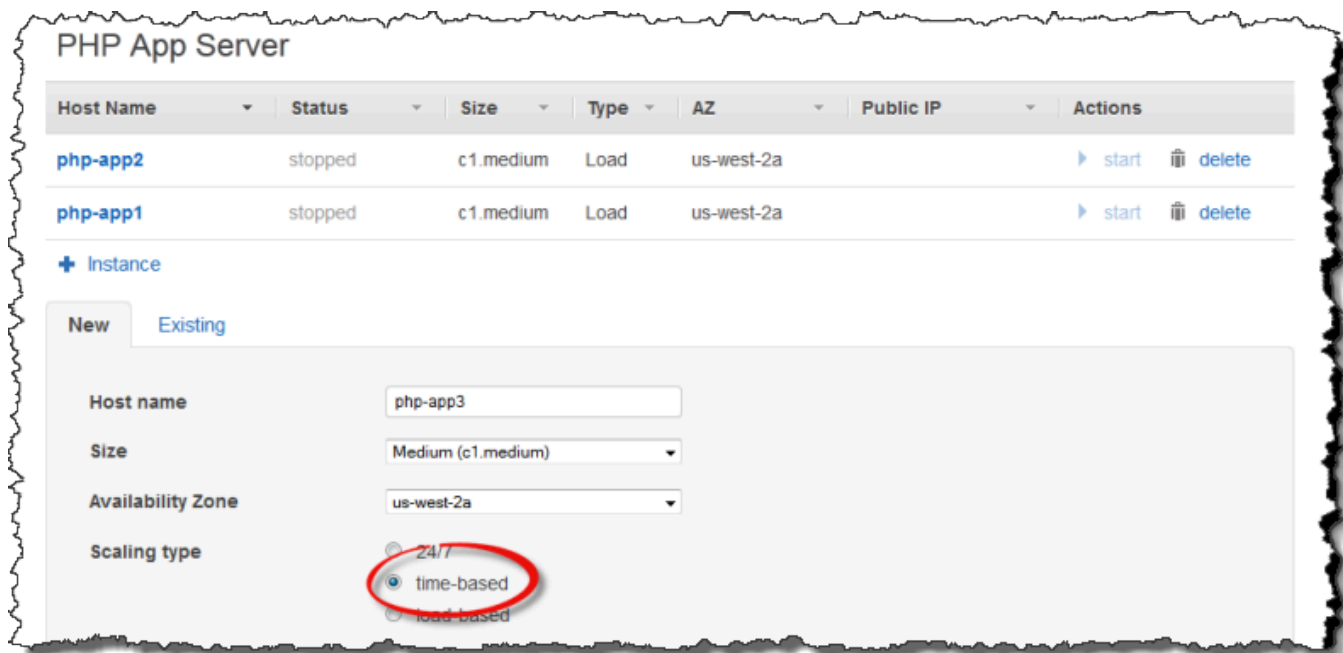 PHP App Server
Host Name Status Size Type AZ Public IP Actions
php-app2 stopped c1.medium Load us-west-2a start delete
php-app1 stopped c1.medium Load us-west-2a start delete
Instance
New Existing
Host name php-app3
Size Medium (c1.medium)
Availability Zone us-west-2a
Scaling type 24/7
time-based
load-based